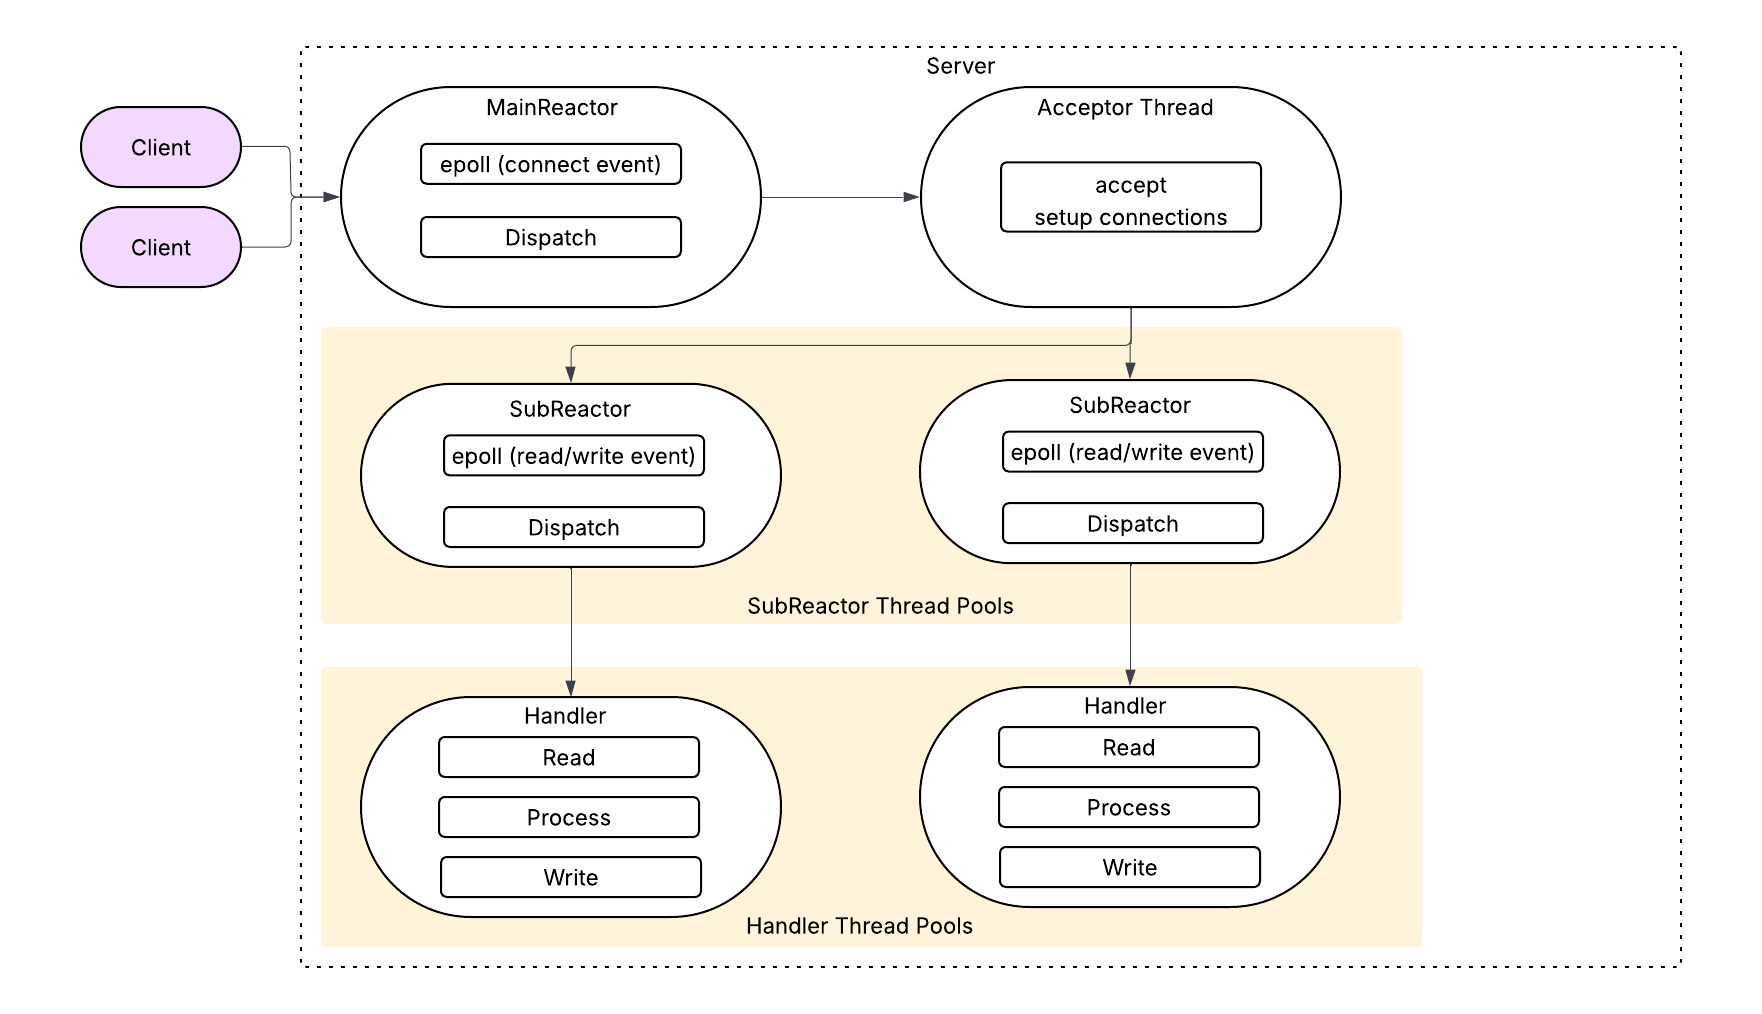 Server
Client
Client
MainReactor
epoll (connect event)
Dispatch
Acceptor Thread
accept
setup connections
SubReactor
epoll (read/write event)
Dispatch
SubReactor
epoll (read/write event)
Dispatch
SubReactor Thread Pools
Handler
Read
Process
Write
Handler
Read
Process
Write
Handler Thread Pools